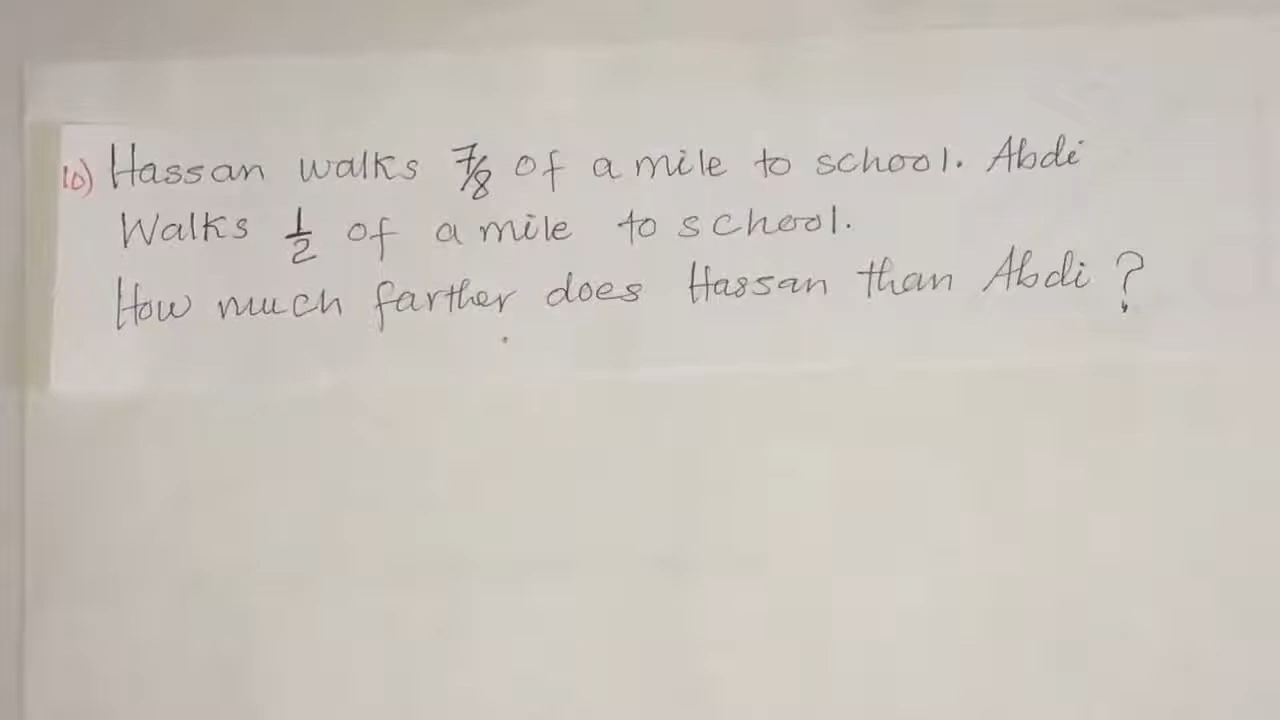 10) Hassan walks 7/8 of a mile to school. Abdi
Walks 1/2 of a mile to school.
How much farther does Hassan than Abdi ?